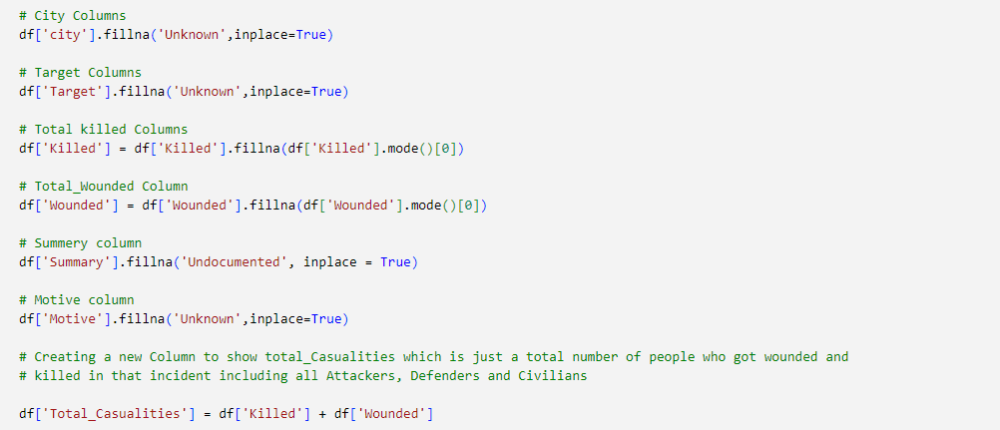 # City Columns
df['city'].fillna('Unknown',inplace=True)
# Target Columns
df['Target'].fillna('Unknown',inplace=True)
# Total killed Columns
df['Killed'] = df['Killed'].fillna(df['Killed'].mode()[0])
# Total_Wounded Column
df['Wounded'] = df['Wounded'].fillna(df['Wounded'].mode()[0])
# Summery column
df['Summary'].fillna('Undocumented', inplace = True)
# Motive column
df['Motive'].fillna('Unknown',inplace=True)
# Creating a new Column to show total_Casualities which is just a total number of people who got wounded and
# killed in that incident including all Attackers, Defenders and Civilians
df['Total_Casualities'] = df['Killed'] + df['Wounded']